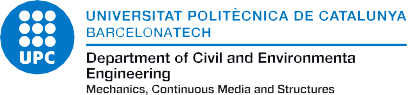 UPC
UNIVERSITAT POLITÈCNICA DE CATALUNYA
BARCELONATECH
Department of Civil and Environmenta
Engineering
Mechanics, Continuous Media and Structures